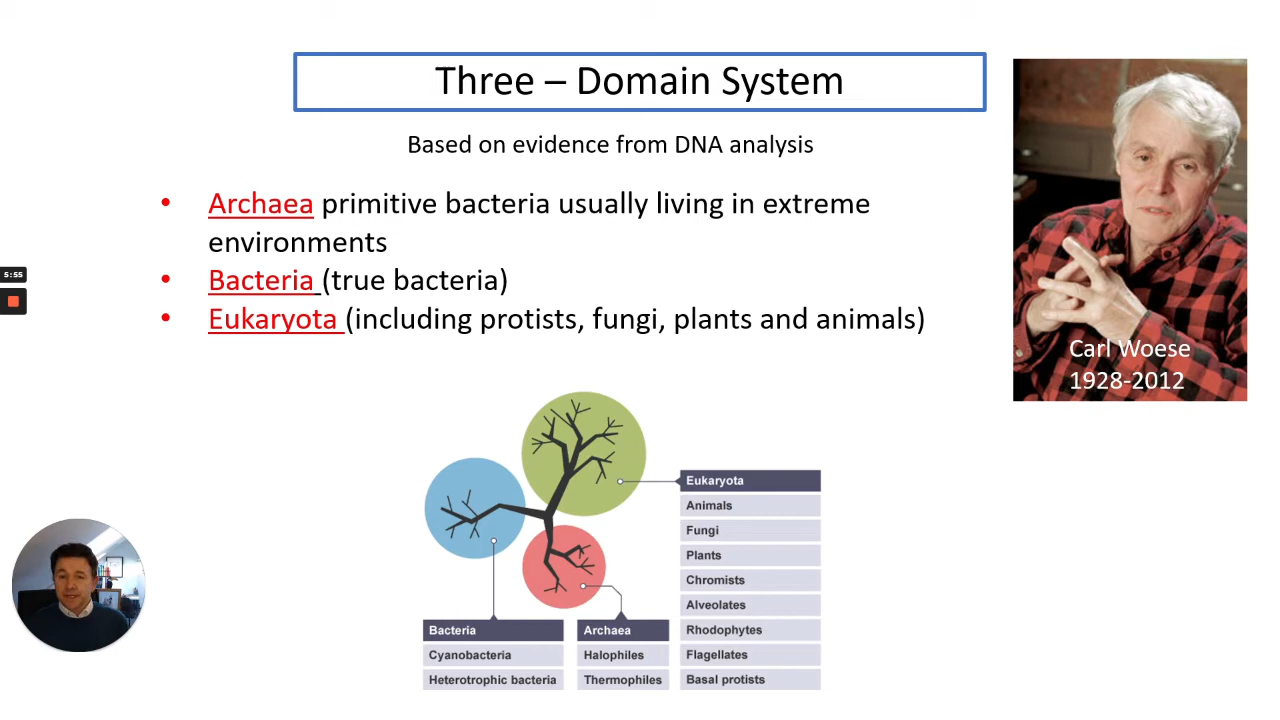 Three – Domain System
Based on evidence from DNA analysis
• Archaea primitive bacteria usually living in extreme
environments
• Bacteria (true bacteria)
• Eukaryota (including protists, fungi, plants and animals)
Carl Woese
1928-2012
5:55
Eukaryota
Animals
Fungi
Plants
Chromists
Alveolates
Rhodophytes
Flagellates
Basal protists
Bacteria
Cyanobacteria
Heterotrophic bacteria
Archaea
Halophiles
Thermophiles